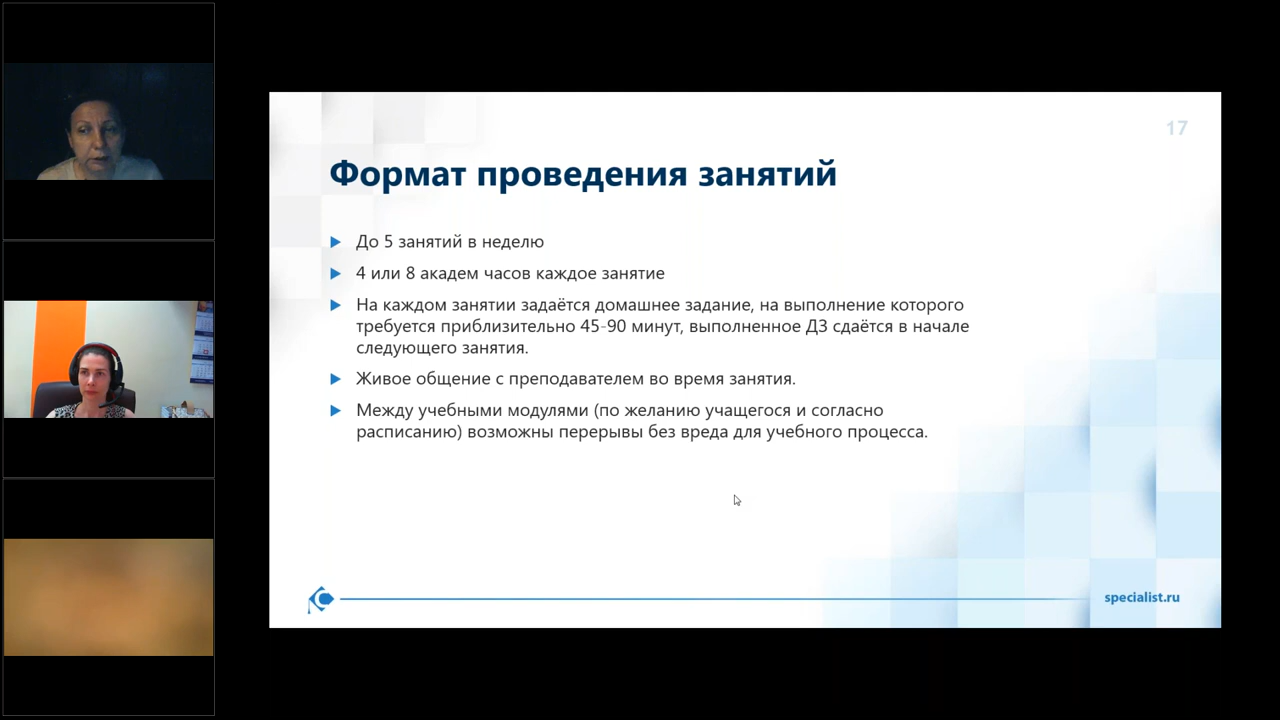 17
Формат проведения занятий
До 5 занятий в неделю
4 или 8 академ часов каждое занятие
На каждом занятии задаётся домашнее задание, на выполнение которого
требуется приблизительно 45-90 минут, выполненное ДЗ сдаётся в начале
следующего занятия.
Живое общение с преподавателем во время занятия.
Между учебными модулями (по желанию учащегося и согласно
расписанию) возможны перерывы без вреда для учебного процесса.
specialist.ru